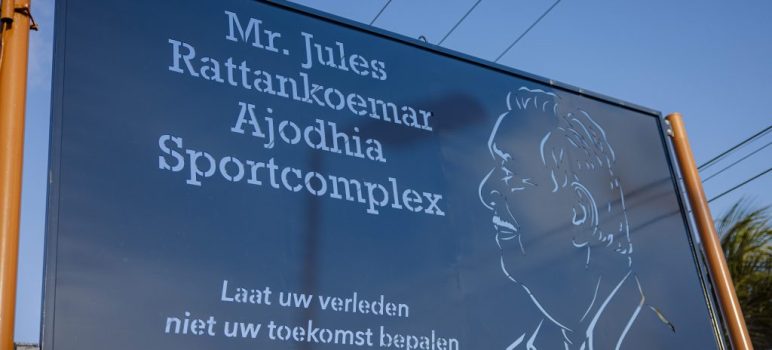 Mr. Jules
Rattankoemar
Ajodhia
Sportcomplex
Laat uw verleden
niet uw toekomst bepalen